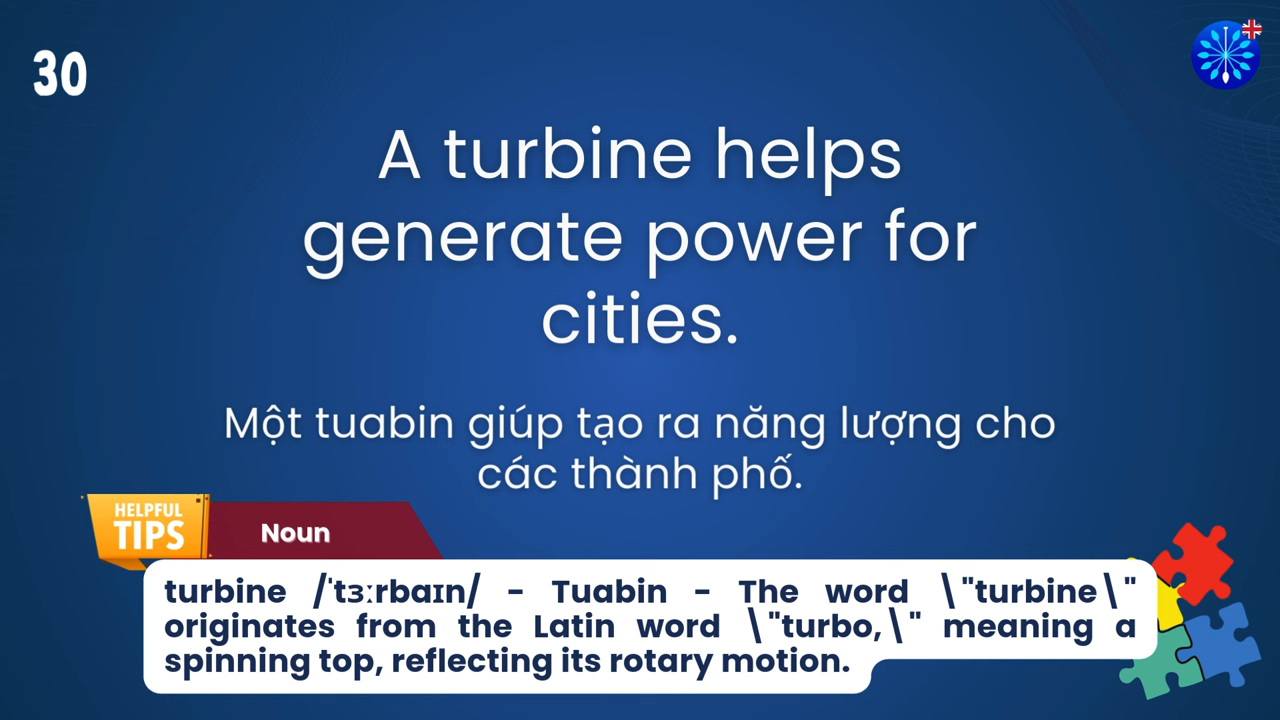 30
A turbine helps
generate power for
cities.
Một tuabin giúp tạo ra năng lượng cho
các thành phố.
HELPFUL
TIPS
Noun
turbine /ˈtɜːrbaɪn/ - Tuabin - The word \"turbine\"
originates from the Latin word \"turbo,\" meaning a
spinning top, reflecting its rotary motion.